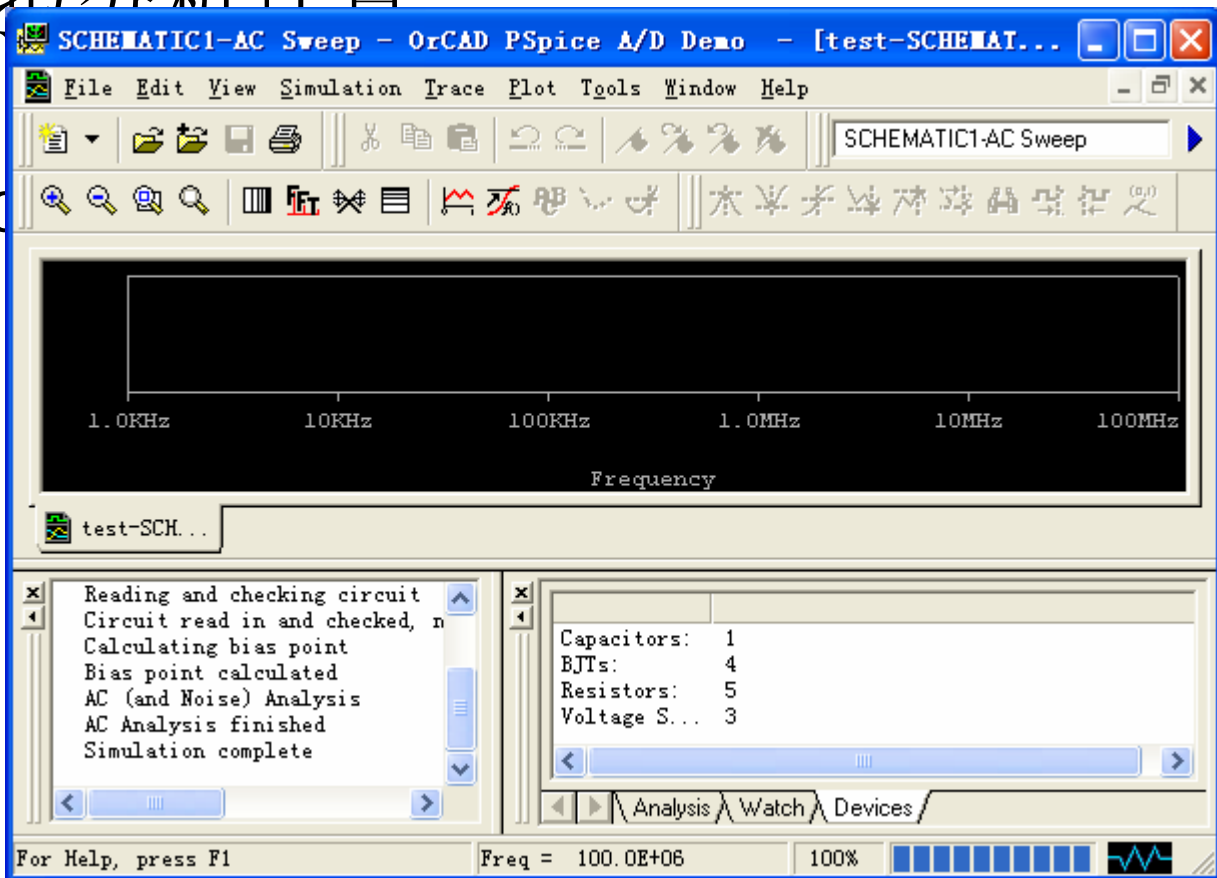 SCHEMATIC1-AC Sweep - OrCAD PSpice A/D Demo - [test-SCHEMAT...
File Edit View Simulation Trace Plot Tools Window Help
SCHEMATIC1-AC Sweep
FFT
1.0KHz 10KHz 100KHz 1.0MHz 10MHz 100MHz
Frequency
test-SCH...
Reading and checking circuit
Circuit read in and checked, n
Calculating bias point
Bias point calculated
AC (and Noise) Analysis
AC Analysis finished
Simulation complete
Capacitors: 1
BJTs: 4
Resistors: 5
Voltage S... 3
Analysis Watch Devices
For Help, press F1 Freq = 100.0E+06 100%